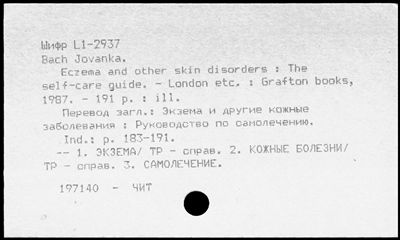 Шифр L1-2937
Bach Jovanka.
Eczema and other skin disorders : The
self-care guide. - London etc. : Grafton books,
1987. - 191 p. : ill.
Перевод загл.: Экзема и другие кожные
заболевания : Руководство по самолечению.
Ind.: p. 183-191.
-- 1. ЭКЗЕМА/ ТР - справ. 2. КОЖНЫЕ БОЛЕЗНИ/
ТР - справ. 3. САМОЛЕЧЕНИЕ.
197140 - ЧИТ